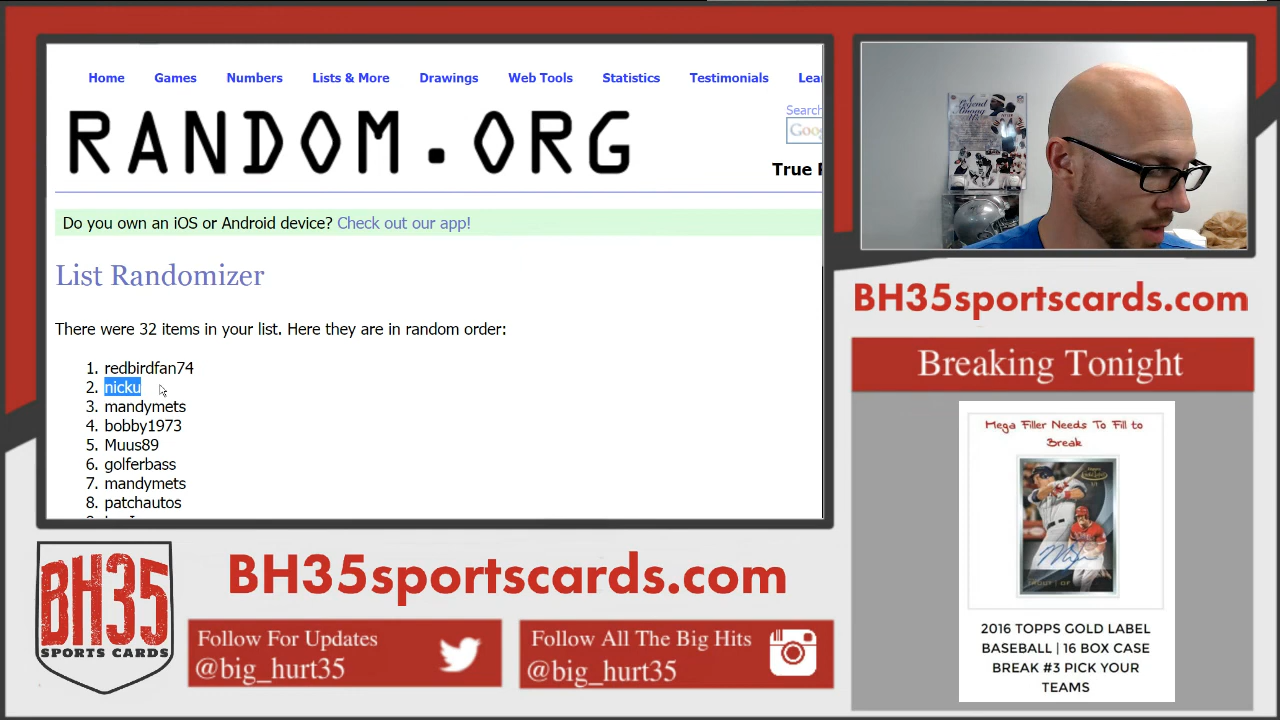 Home Games Numbers Lists & More Drawings Web Tools Statistics Testimonials Lea
RANDOM.ORG
Search
Goo
True
Do you own an iOS or Android device? Check out our app!
List Randomizer
There were 32 items in your list. Here they are in random order:
1. redbirdfan74
2. nicku
3. mandymets
4. bobby1973
5. Muus89
6. golferbass
7. mandymets
8. patchautos
BH35sportscards.com
Breaking Tonight
Mega Filler Needs To Fill to
Break
2016 TOPPS GOLD LABEL
BASEBALL | 16 BOX CASE
BREAK #3 PICK YOUR
TEAMS
BH35
SPORTS CARDS
BH35sportscards.com
Follow For Updates
@big_hurt35
Follow All The Big Hits
@big_hurt35